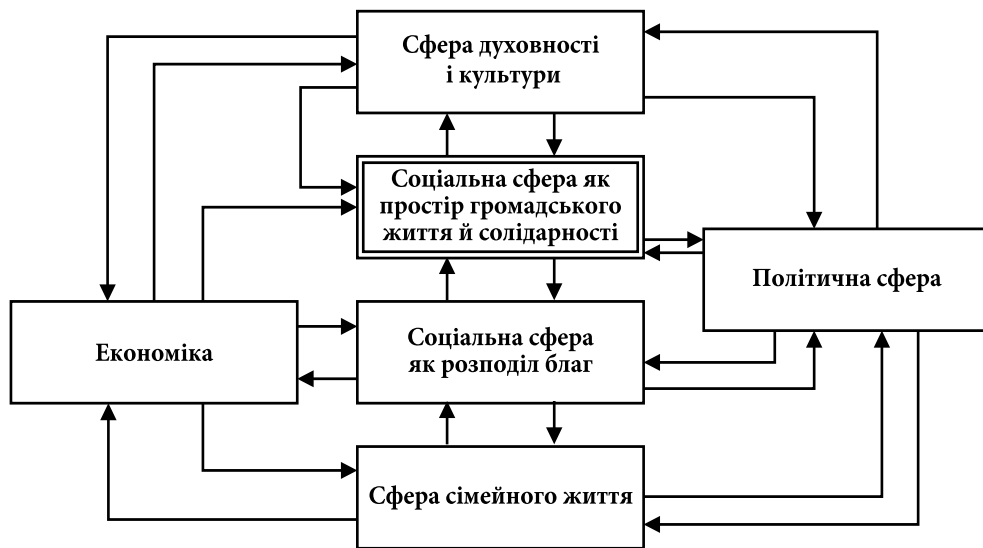 Сфера духовності
і культури
Соціальна сфера як
простір громадського
життя й солідарності
Політична сфера
Економіка
Соціальна сфера
як розподіл благ
Сфера сімейного життя